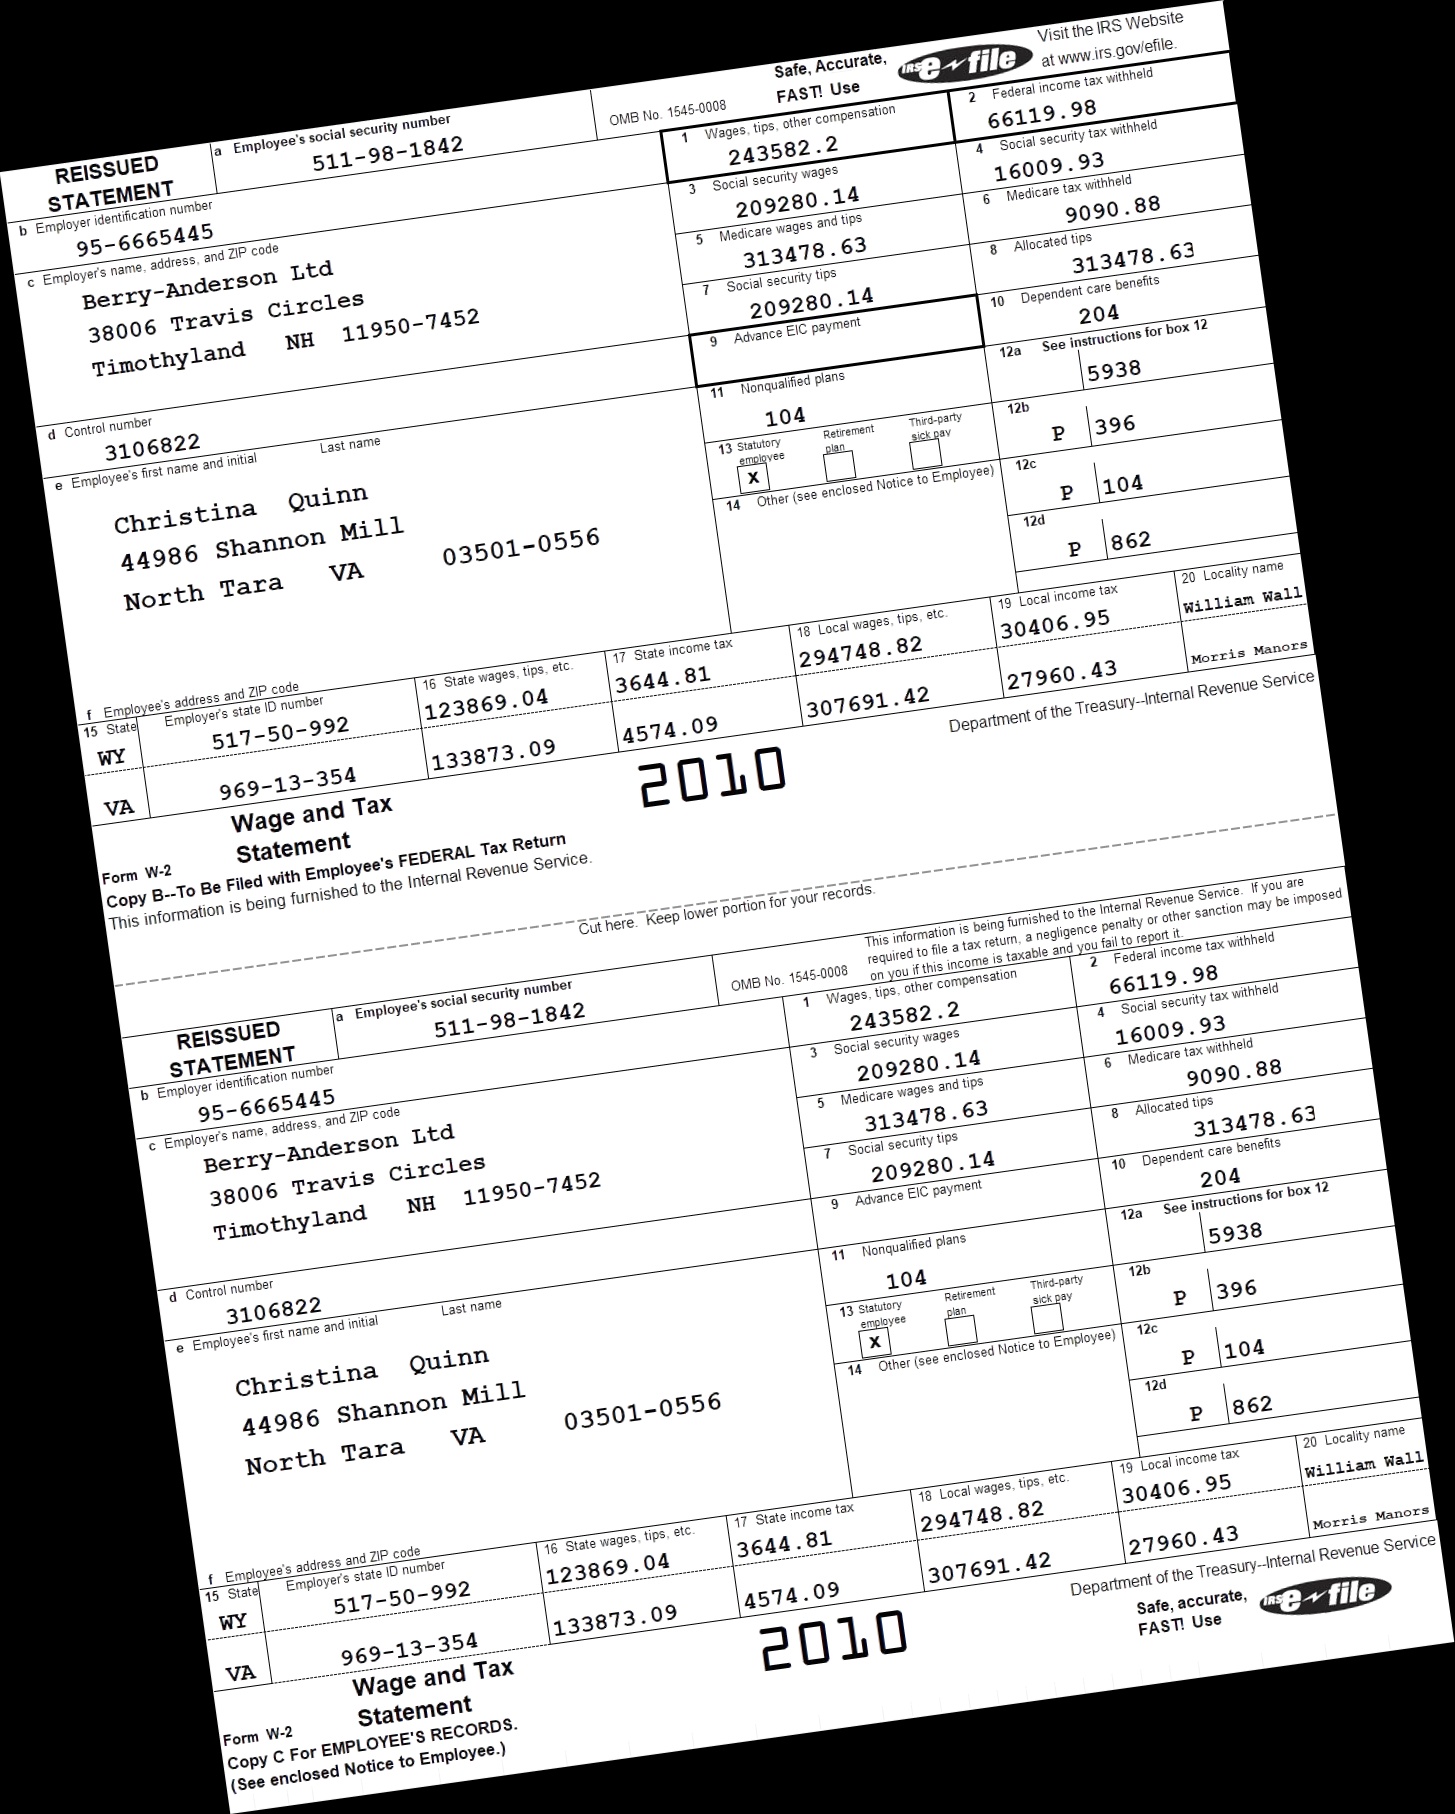 Safe, Accurate,
FAST! Use
IRS e-file
Visit the IRS Website
at www.irs.gov/efile.
REISSUED
STATEMENT
a Employee's social security number
511-98-1842
OMB No. 1545-0008
1 Wages, tips, other compensation
243582.2
2 Federal income tax withheld
66119.98
b Employer identification number
95-6665445
3 Social security wages
209280.14
4 Social security tax withheld
16009.93
c Employer's name, address, and ZIP code
Berry-Anderson Ltd
38006 Travis Circles
Timothyland NH 11950-7452
5 Medicare wages and tips
313478.63
6 Medicare tax withheld
9090.88
7 Social security tips
209280.14
8 Allocated tips
313478.63
d Control number
3106822
9 Advance EIC payment
10 Dependent care benefits
204
e Employee's first name and initial Last name
Christina Quinn
44986 Shannon Mill
North Tara VA 03501-0556
11 Nonqualified plans
104
12a See instructions for box 12
5938
13 Statutory employee
X
Retirement plan
Third-party sick pay
12b
P 396
14 Other (see enclosed Notice to Employee)
12c
P 104
12d
P 862
f Employee's address and ZIP code
15 State Employer's state ID number
WY 517-50-992
VA 969-13-354
16 State wages, tips, etc.
123869.04
133873.09
17 State income tax
3644.81
4574.09
18 Local wages, tips, etc.
294748.82
307691.42
19 Local income tax
30406.95
27960.43
20 Locality name
William Wall
Morris Manors
Form W-2
Wage and Tax
Statement
2010
Department of the Treasury--Internal Revenue Service
Copy B--To Be Filed with Employee's FEDERAL Tax Return
This information is being furnished to the Internal Revenue Service.
Cut here. Keep lower portion for your records.
REISSUED
STATEMENT
a Employee's social security number
511-98-1842
OMB No. 1545-0008
This information is being furnished to the Internal Revenue Service. If you are
required to file a tax return, a negligence penalty or other sanction may be imposed
on you if this income is taxable and you fail to report it.
1 Wages, tips, other compensation
243582.2
2 Federal income tax withheld
66119.98
b Employer identification number
95-6665445
3 Social security wages
209280.14
4 Social security tax withheld
16009.93
c Employer's name, address, and ZIP code
Berry-Anderson Ltd
38006 Travis Circles
Timothyland NH 11950-7452
5 Medicare wages and tips
313478.63
6 Medicare tax withheld
9090.88
7 Social security tips
209280.14
8 Allocated tips
313478.63
d Control number
3106822
9 Advance EIC payment
10 Dependent care benefits
204
e Employee's first name and initial Last name
Christina Quinn
44986 Shannon Mill
North Tara VA 03501-0556
11 Nonqualified plans
104
12a See instructions for box 12
5938
13 Statutory employee
X
Retirement plan
Third-party sick pay
12b
P 396
14 Other (see enclosed Notice to Employee)
12c
P 104
12d
P 862
f Employee's address and ZIP code
15 State Employer's state ID number
WY 517-50-992
VA 969-13-354
16 State wages, tips, etc.
123869.04
133873.09
17 State income tax
3644.81
4574.09
18 Local wages, tips, etc.
294748.82
307691.42
19 Local income tax
30406.95
27960.43
20 Locality name
William Wall
Morris Manors
Form W-2
Wage and Tax
Statement
2010
Department of the Treasury--Internal Revenue Service
Safe, accurate,
FAST! Use
IRS e-file
Copy C For EMPLOYEE'S RECORDS.
(See enclosed Notice to Employee.)